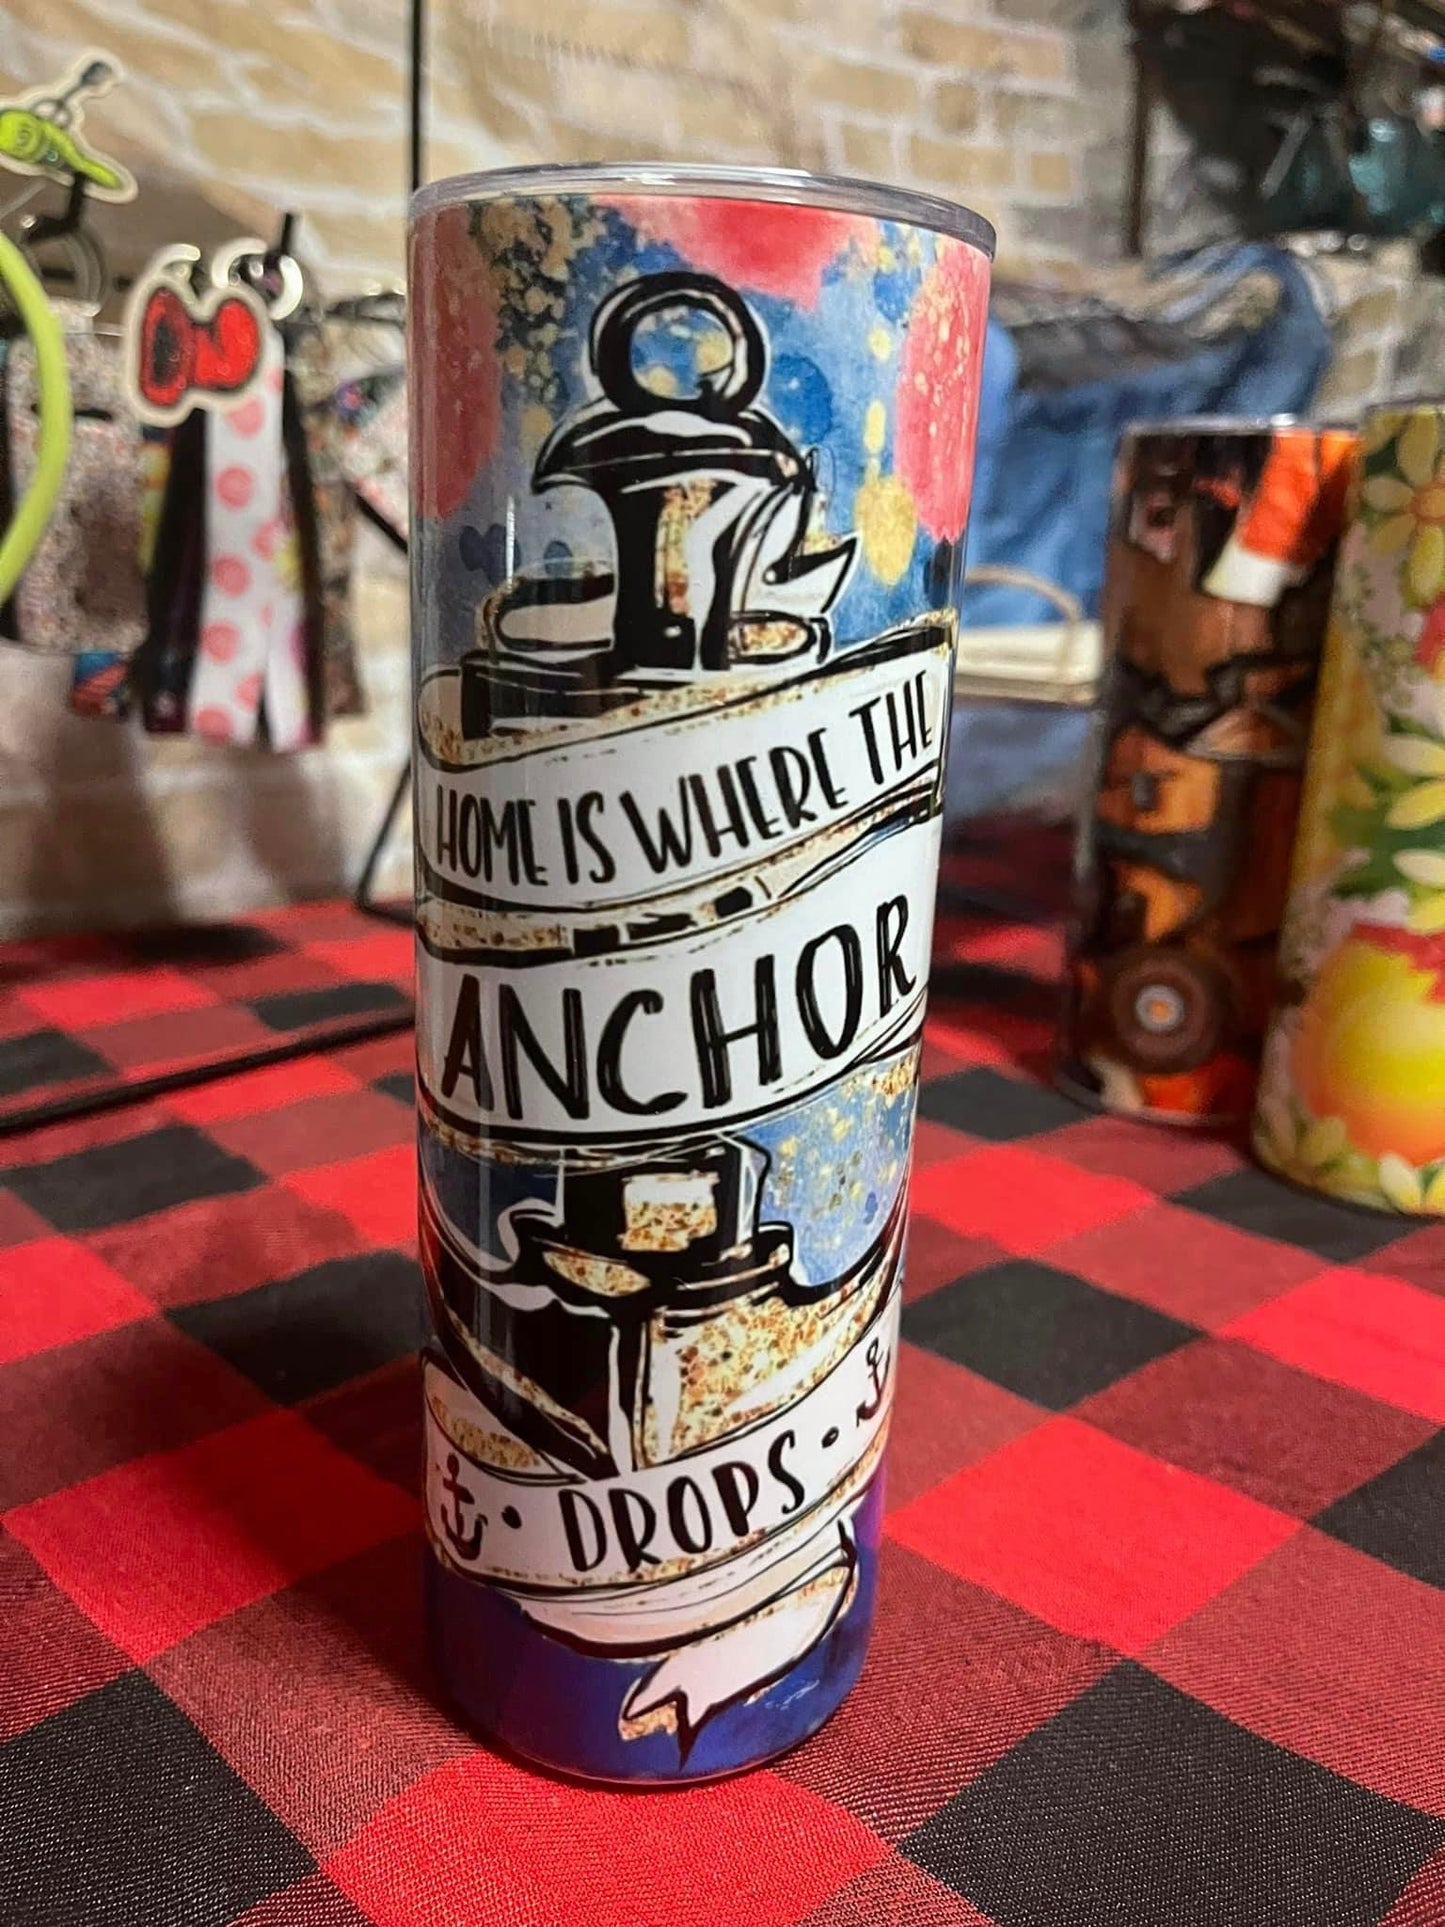 HOME IS WHERE THE
ANCHOR
• DROPS •